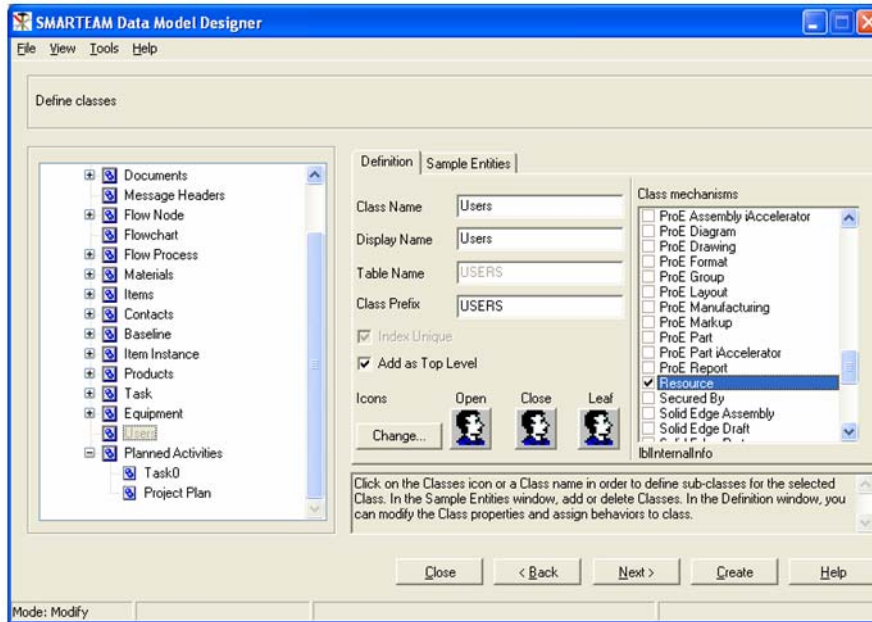 SMARTEAM Data Model Designer
File View Tools Help
Define classes
Documents
Message Headers
Flow Node
Flowchart
Flow Process
Materials
Items
Contacts
Baseline
Item Instance
Products
Task
Equipment
Users
Planned Activities
Task0
Project Plan
Definition Sample Entities
Class Name Users
Display Name Users
Table Name USERS
Class Prefix USERS
Index Unique
Add as Top Level
Icons Open Close Leaf
Change...
Class mechanisms
ProE Assembly iAccelerator
ProE Diagram
ProE Drawing
ProE Format
ProE Group
ProE Layout
ProE Manufacturing
ProE Markup
ProE Part
ProE Part iAccelerator
ProE Report
Resource
Secured By
Solid Edge Assembly
Solid Edge Draft
lblInternalInfo
Click on the Classes icon or a Class name in order to define sub-classes for the selected
Class. In the Sample Entities window, add or delete Classes. In the Definition window, you
can modify the Class properties and assign behaviors to class.
Close < Back Next > Create Help
Mode: Modify